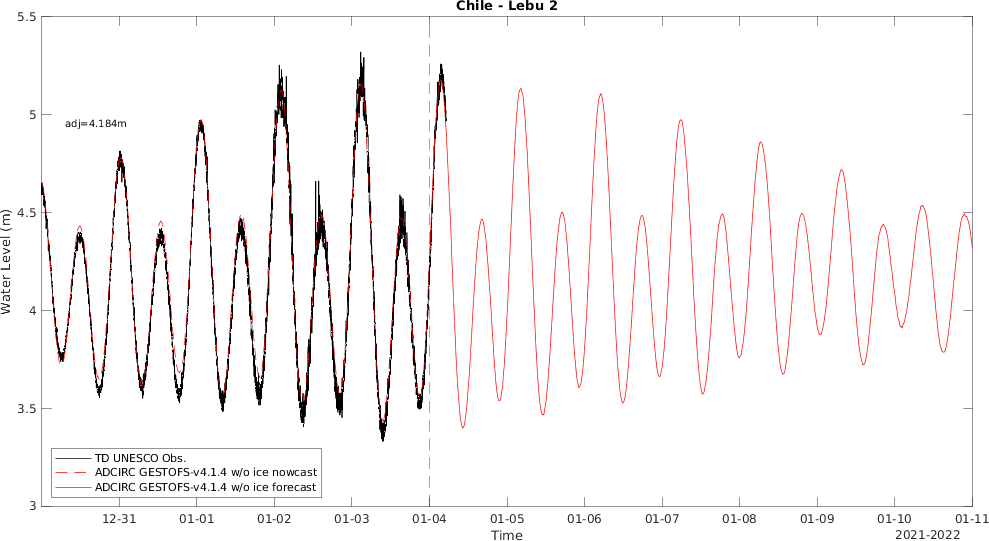 Chile - Lebu 2
5.5
5
4.5
4
3.5
3
Water Level (m)
adj=4.184m
TD UNESCO Obs.
ADCIRC GESTOFS-v4.1.4 w/o ice nowcast
ADCIRC GESTOFS-v4.1.4 w/o ice forecast
12-31 01-01 01-02 01-03 01-04 01-05 01-06 01-07 01-08 01-09 01-10 01-11
Time
2021-2022